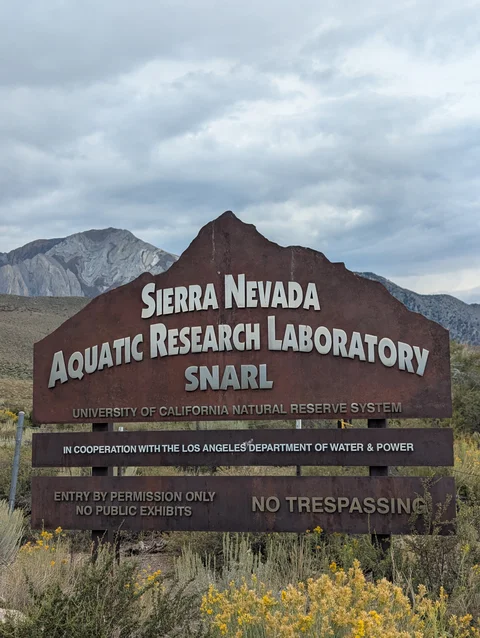 SIERRA NEVADA
AQUATIC RESEARCH LABORATORY
SNARL
UNIVERSITY OF CALIFORNIA NATURAL RESERVE SYSTEM
IN COOPERATION WITH THE LOS ANGELES DEPARTMENT OF WATER & POWER
ENTRY BY PERMISSION ONLY
NO PUBLIC EXHIBITS
NO TRESPASSING